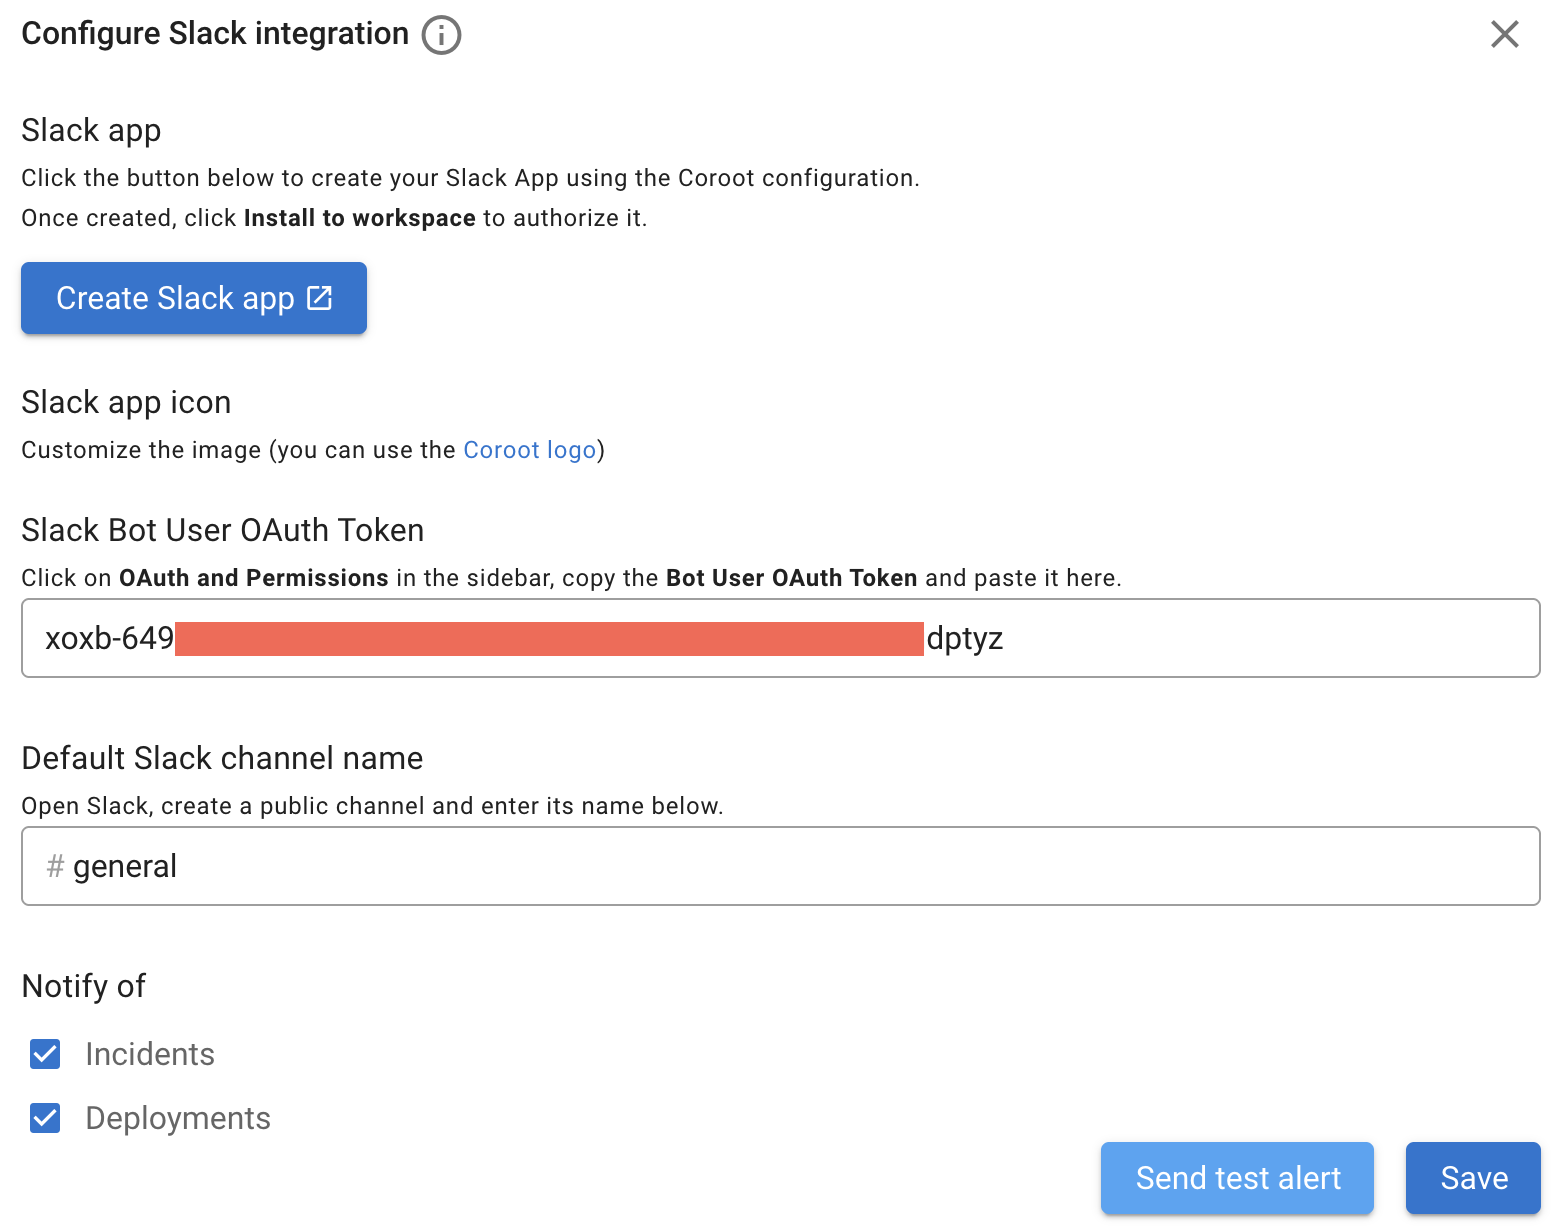 Configure Slack integration
Slack app
Click the button below to create your Slack App using the Coroot configuration.
Once created, click Install to workspace to authorize it.
Create Slack app
Slack app icon
Customize the image (you can use the Coroot logo)
Slack Bot User OAuth Token
Click on OAuth and Permissions in the sidebar, copy the Bot User OAuth Token and paste it here.
xoxb-649 dptyz
Default Slack channel name
Open Slack, create a public channel and enter its name below.
# general
Notify of
Incidents
Deployments
Send test alert Save